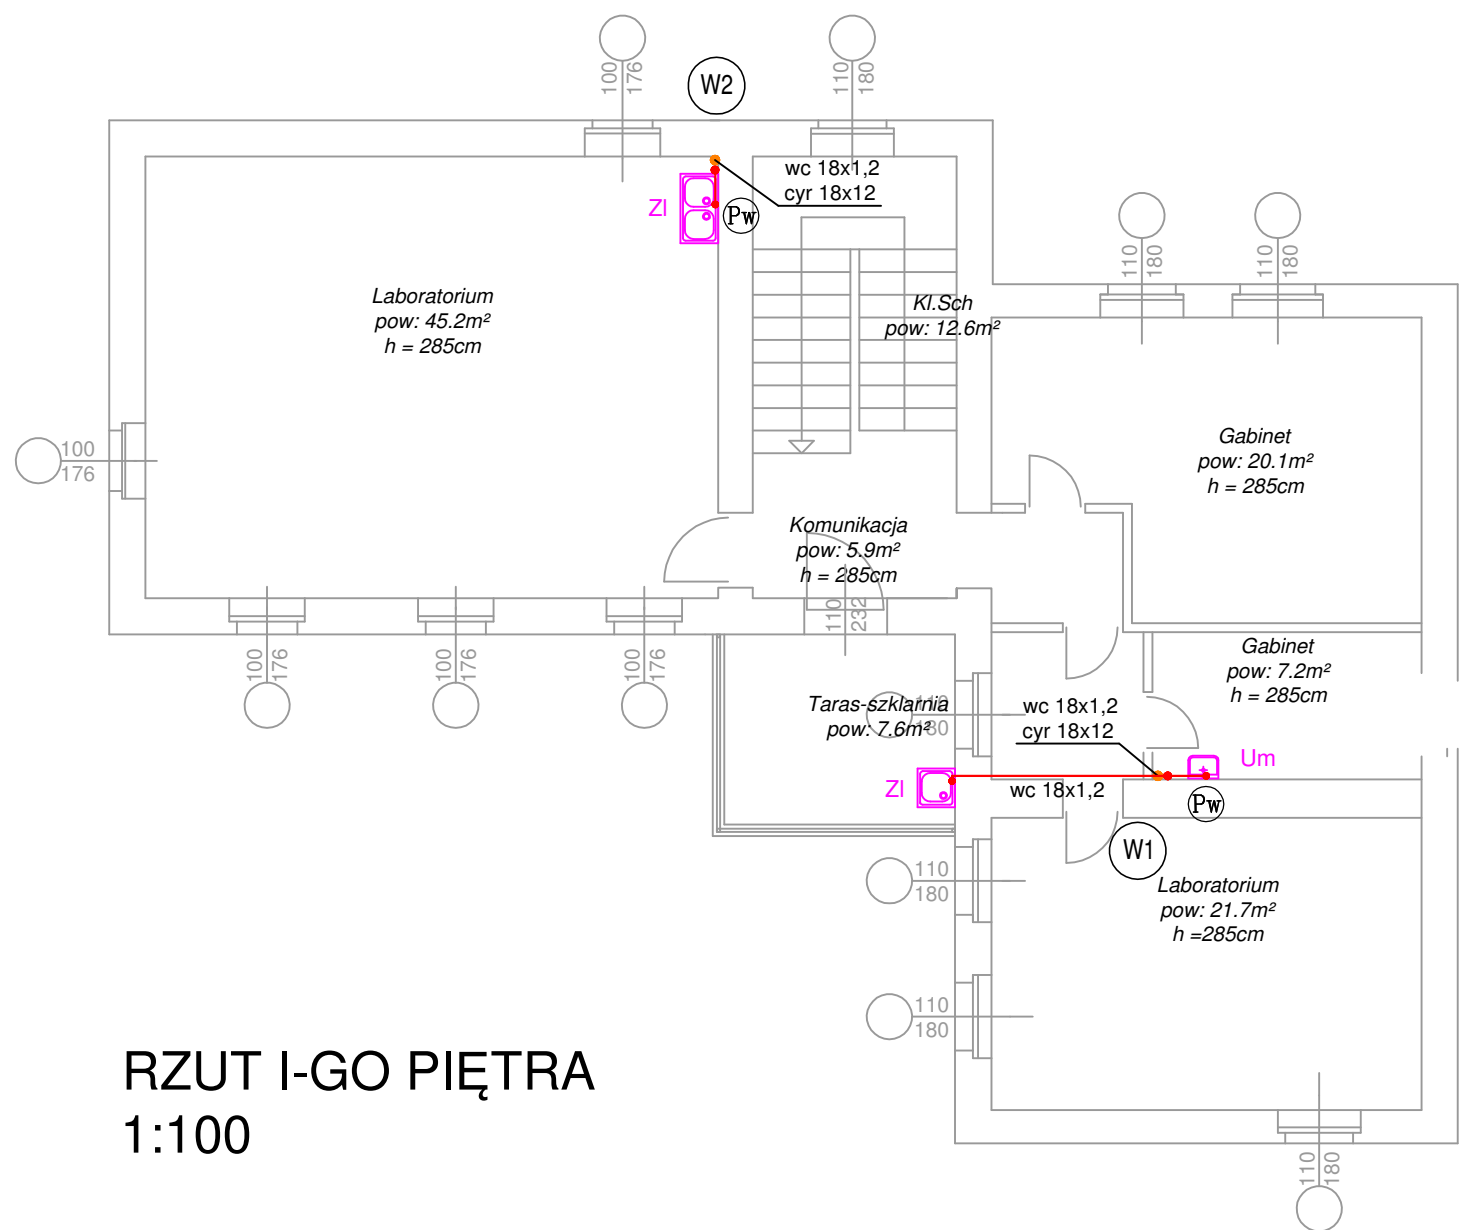 100
176
W2
110
180
wc 18x1,2
cyr 18x12
Zl
Pw
110
180
110
180
Laboratorium
pow: 45.2m²
h = 285cm
Kl.Sch
pow: 12.6m²
100
176
Gabinet
pow: 20.1m²
h = 285cm
Komunikacja
pow: 5.9m²
h = 285cm
110
232
100
176
100
176
100
176
Gabinet
pow: 7.2m²
h = 285cm
Taras-szklarnia
pow: 7.6m²
110
180
wc 18x1,2
cyr 18x12
Um
Zl
wc 18x1,2
Pw
W1
110
180
Laboratorium
pow: 21.7m²
h =285cm
110
180
RZUT I-GO PIĘTRA
1:100
110
180